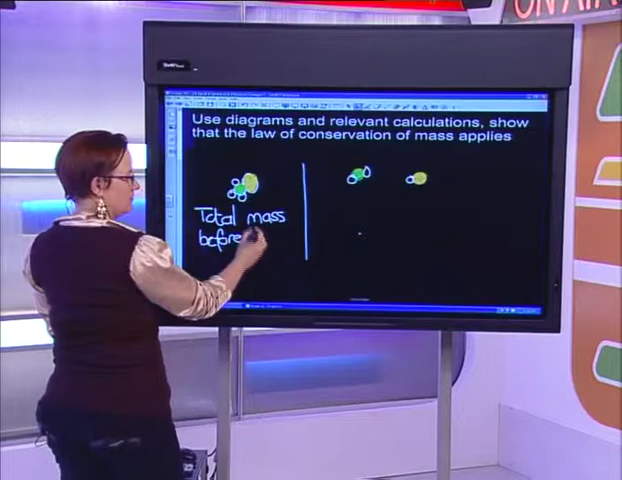 ON AIR
Use diagrams and relevant calculations, show
that the law of conservation of mass applies
Total mass
before